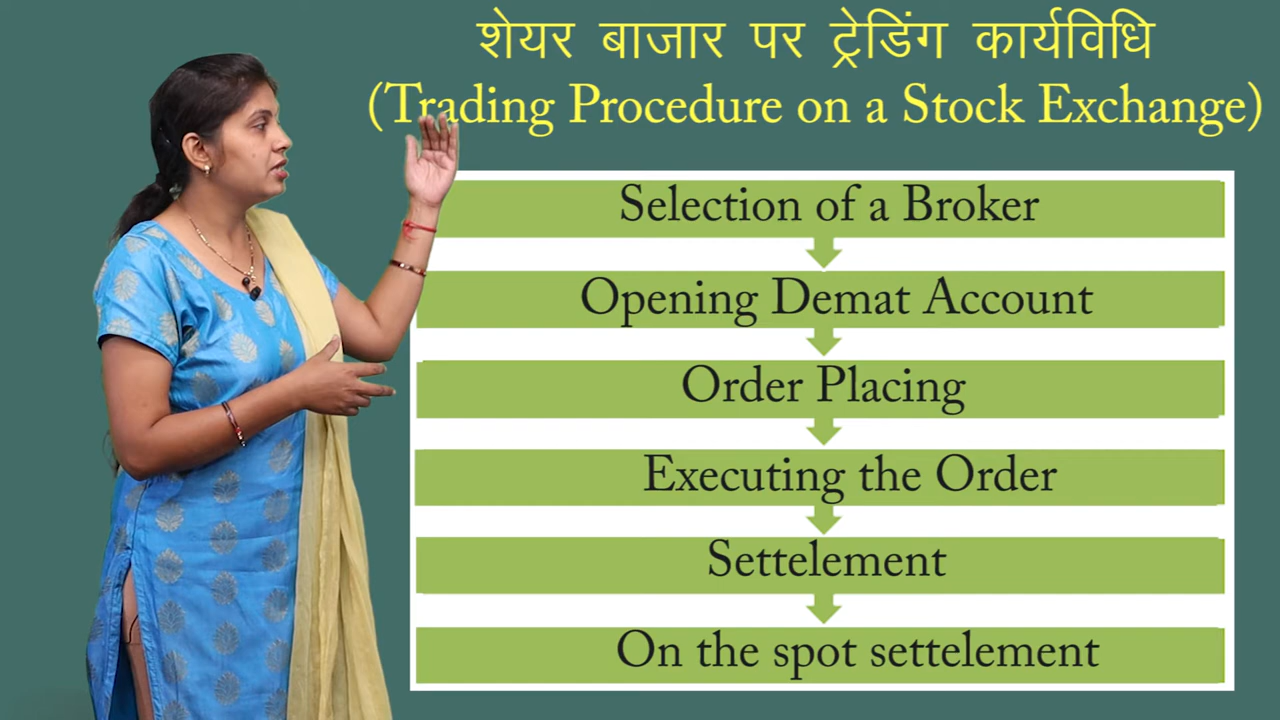 शेयर बाजार पर ट्रेडिंग कार्यविधि
(Trading Procedure on a Stock Exchange)
Selection of a Broker
Opening Demat Account
Order Placing
Executing the Order
Settelement
On the spot settelement